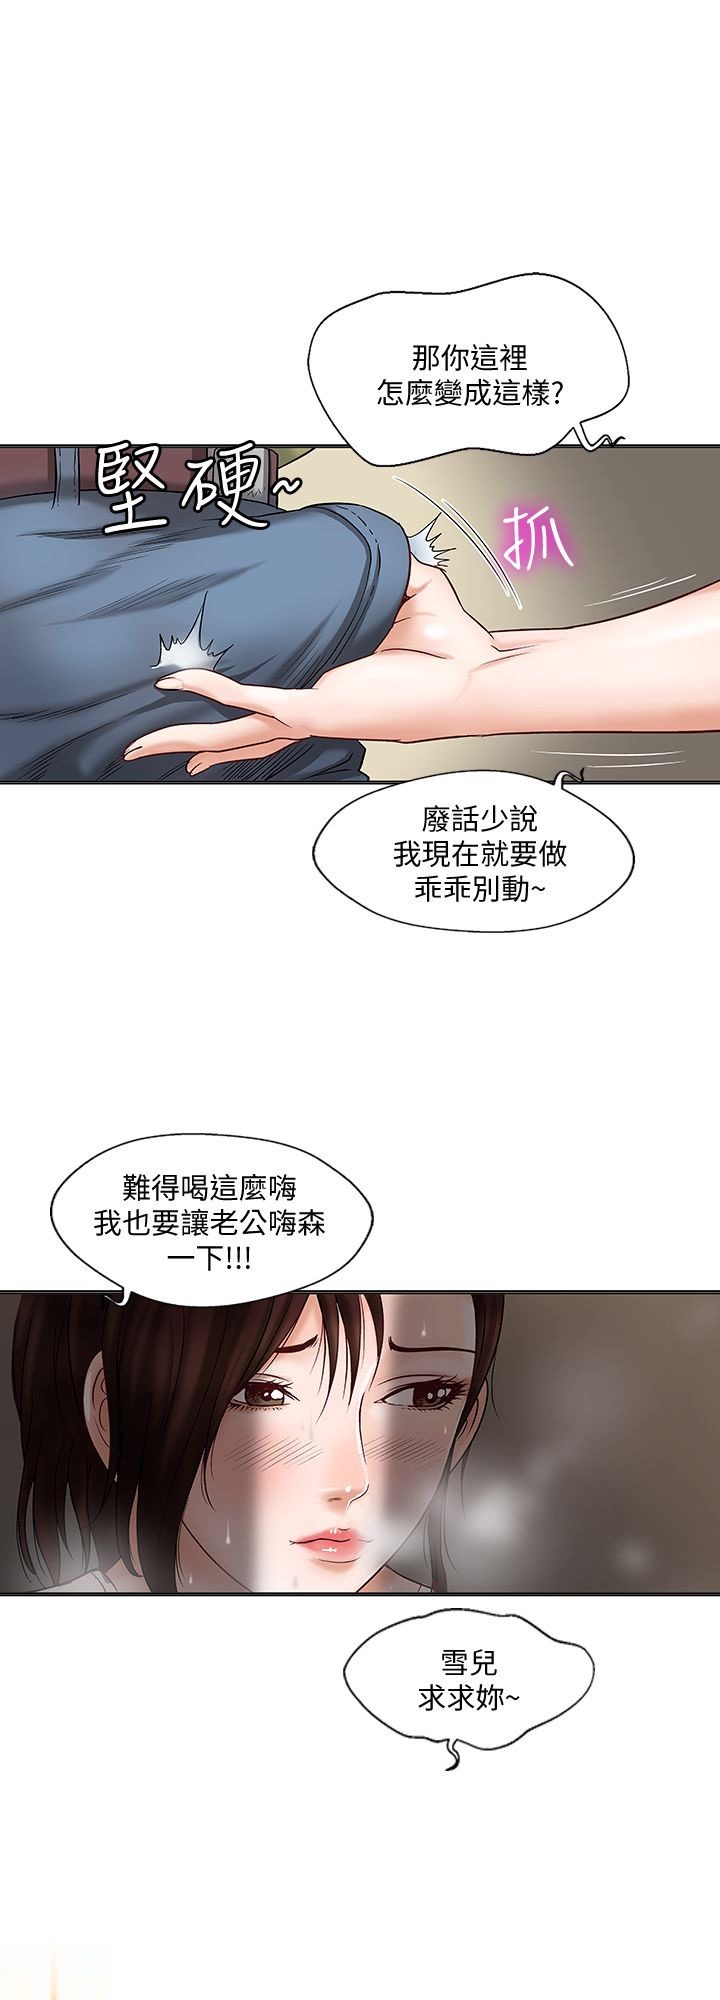 那你這裡
怎麼變成這樣?
堅硬~
抓
廢話少說
我現在就要做
乖乖別動~
難得喝這麼嗨
我也要讓老公嗨森
一下!!!
雪兒
求求妳~